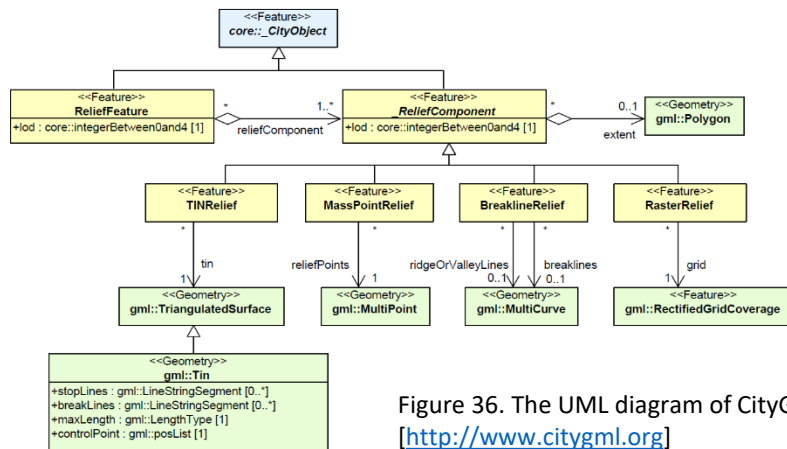 <<Feature>>
core::_CityObject
<<Feature>>
ReliefFeature
+lod : core::integerBetween0and4 [1]
*
1..*
reliefComponent
<<Feature>>
_ReliefComponent
+lod : core::integerBetween0and4 [1]
*
0..1
extent
<<Geometry>>
gml::Polygon
<<Feature>>
TINRelief
<<Feature>>
MassPointRelief
<<Feature>>
BreaklineRelief
<<Feature>>
RasterRelief
*
*
*
*
*
tin
reliefPoints
ridgeOrValleyLines
breaklines
grid
1
1
0..1
0..1
1
<<Geometry>>
gml::TriangulatedSurface
<<Geometry>>
gml::MultiPoint
<<Geometry>>
gml::MultiCurve
<<Feature>>
gml::RectifiedGridCoverage
<<Geometry>>
gml::Tin
+stopLines : gml::LineStringSegment [0..*]
+breakLines : gml::LineStringSegment [0..*]
+maxLength : gml::LengthType [1]
+controlPoint : gml::posList [1]
Figure 36. The UML diagram of CityG
[http://www.citygml.org]